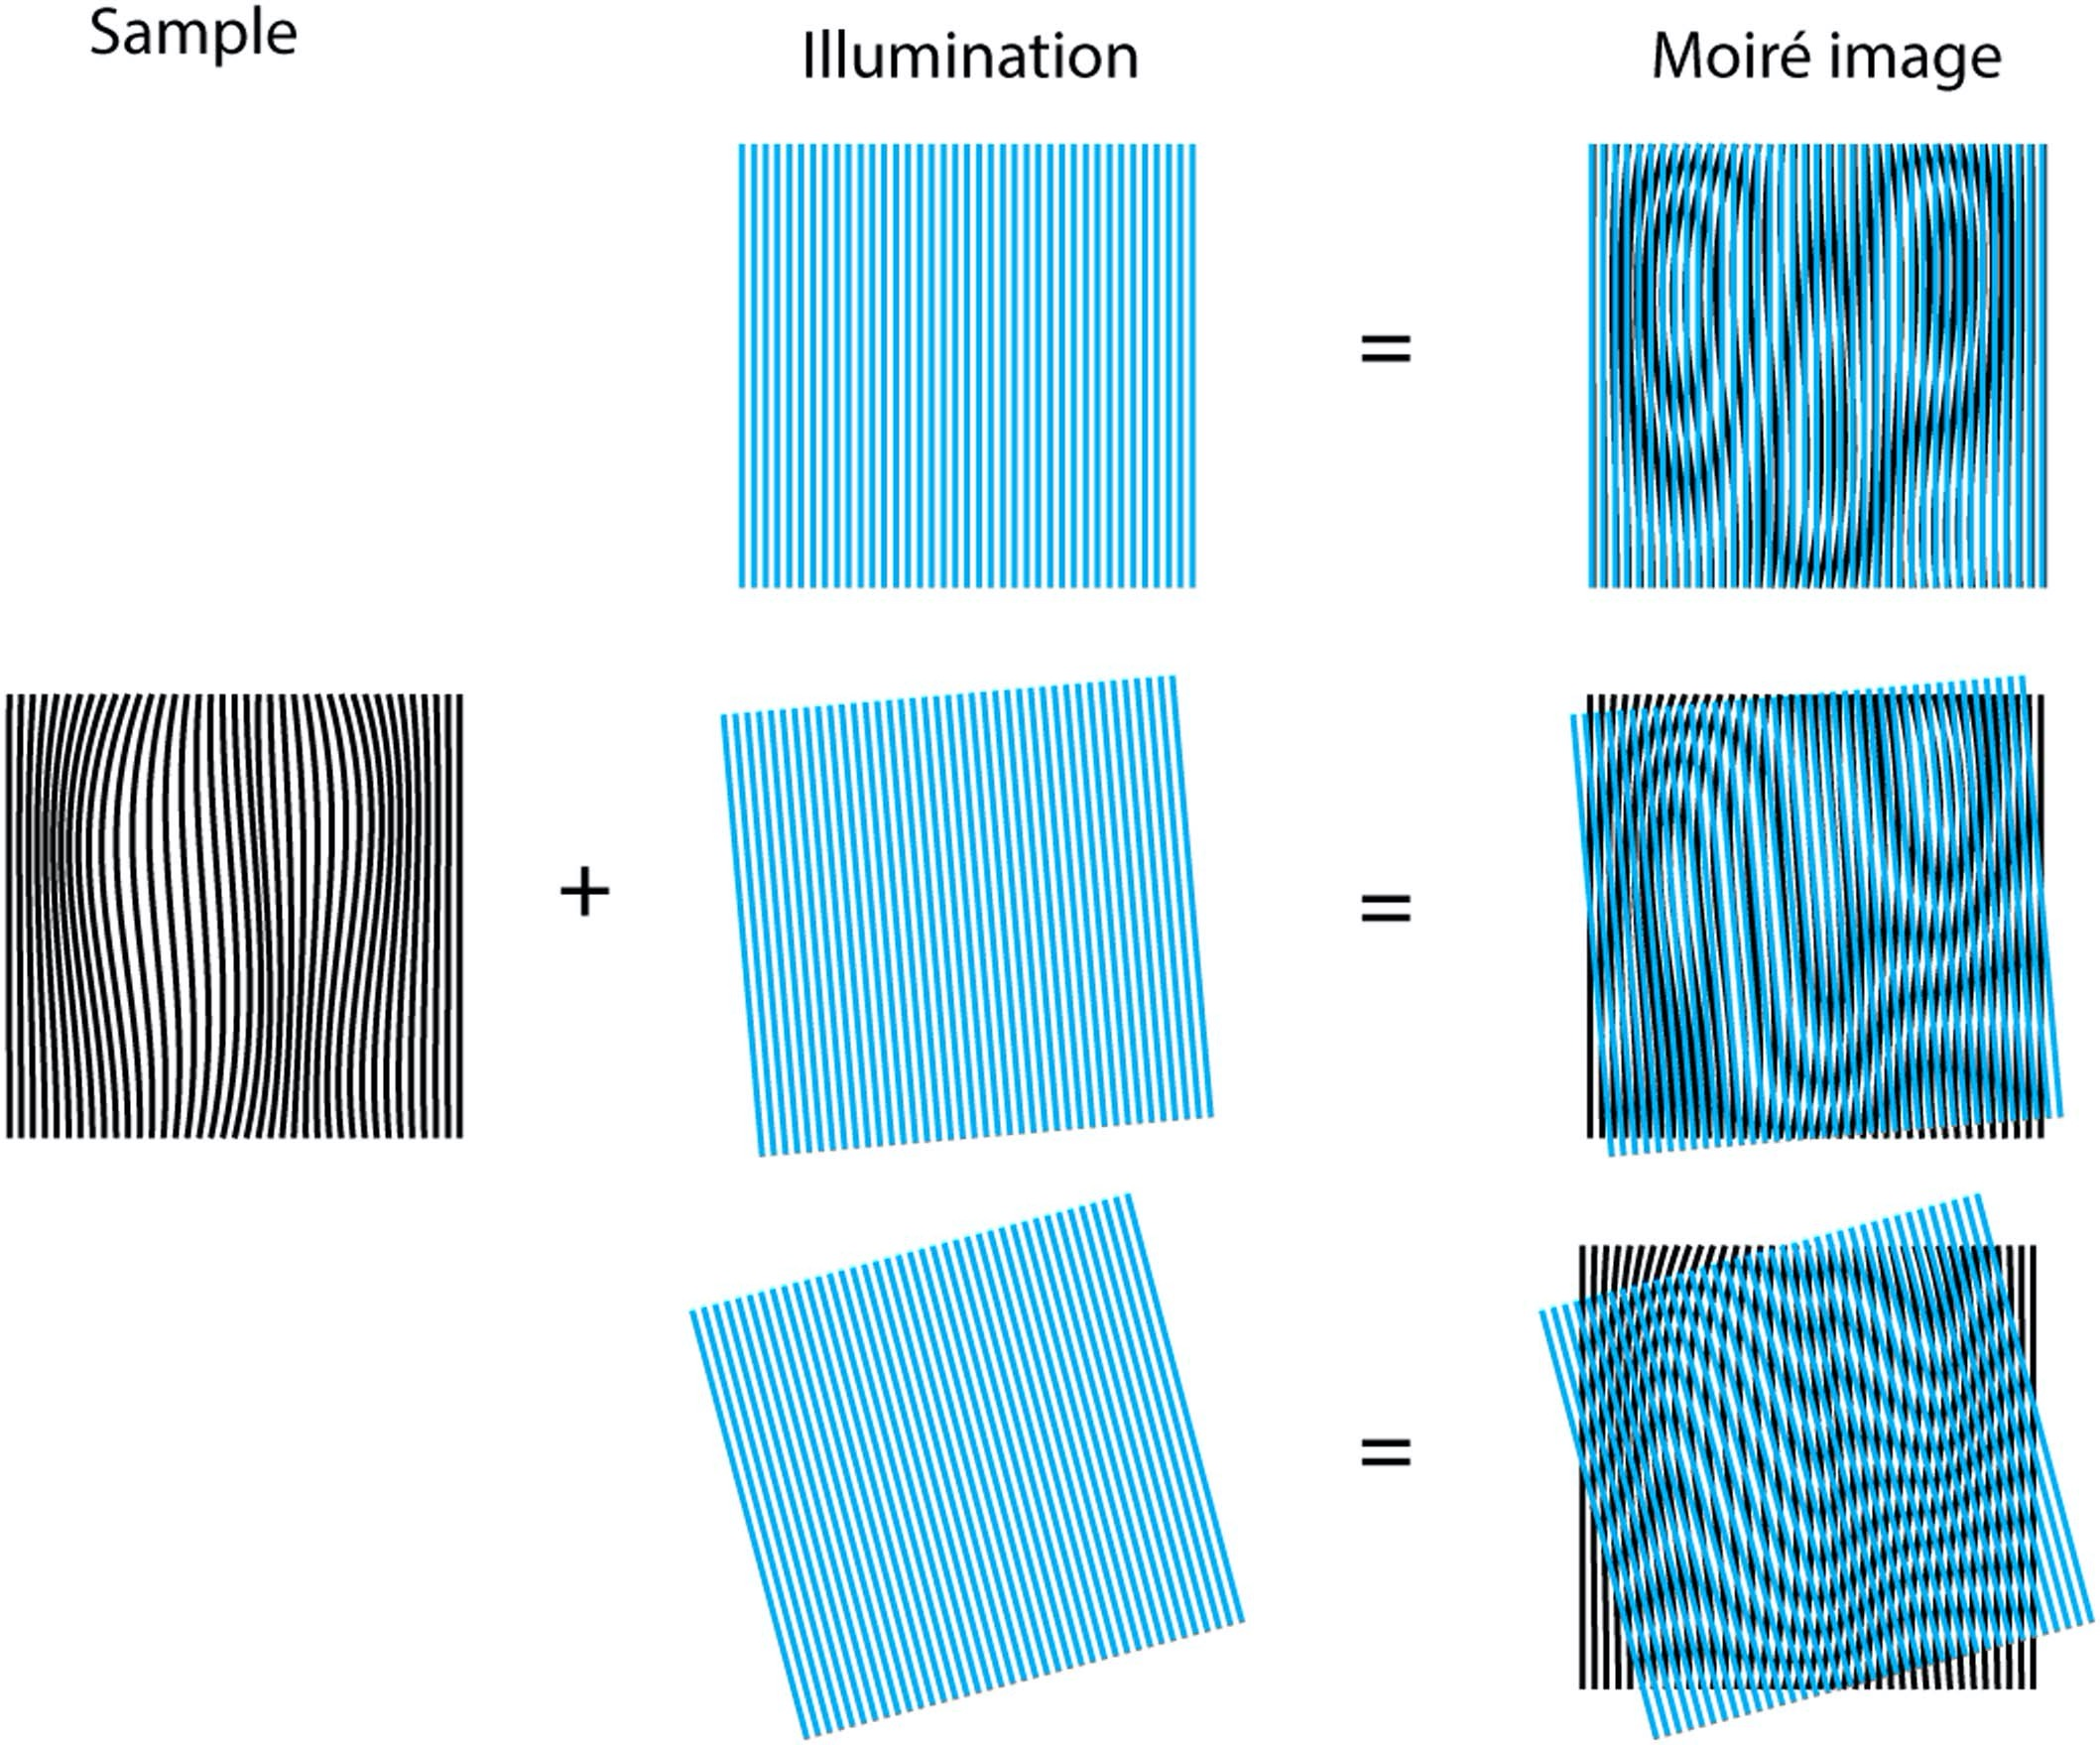 Sample
Illumination
Moiré image
=
+
=
=